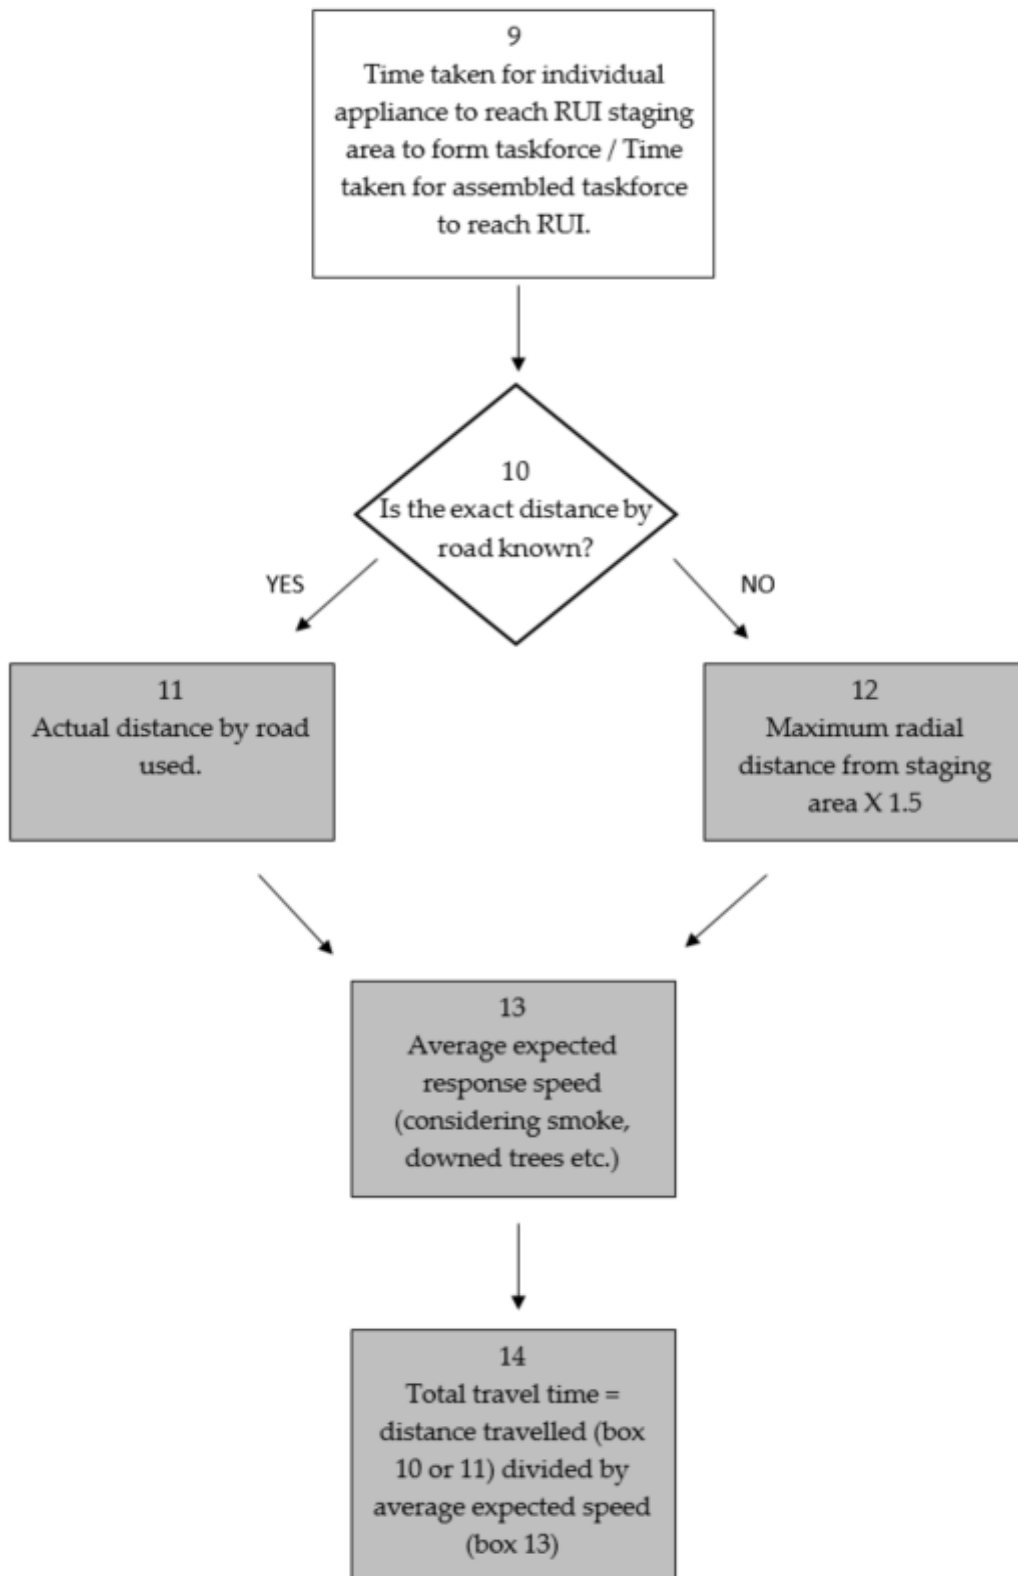 9
Time taken for individual
appliance to reach RUI staging
area to form taskforce / Time
taken for assembled taskforce
to reach RUI.
10
Is the exact distance by
road known?
YES
NO
11
Actual distance by road
used.
12
Maximum radial
distance from staging
area X 1.5
13
Average expected
response speed
(considering smoke,
downed trees etc.)
14
Total travel time =
distance travelled (box
10 or 11) divided by
average expected speed
(box 13)